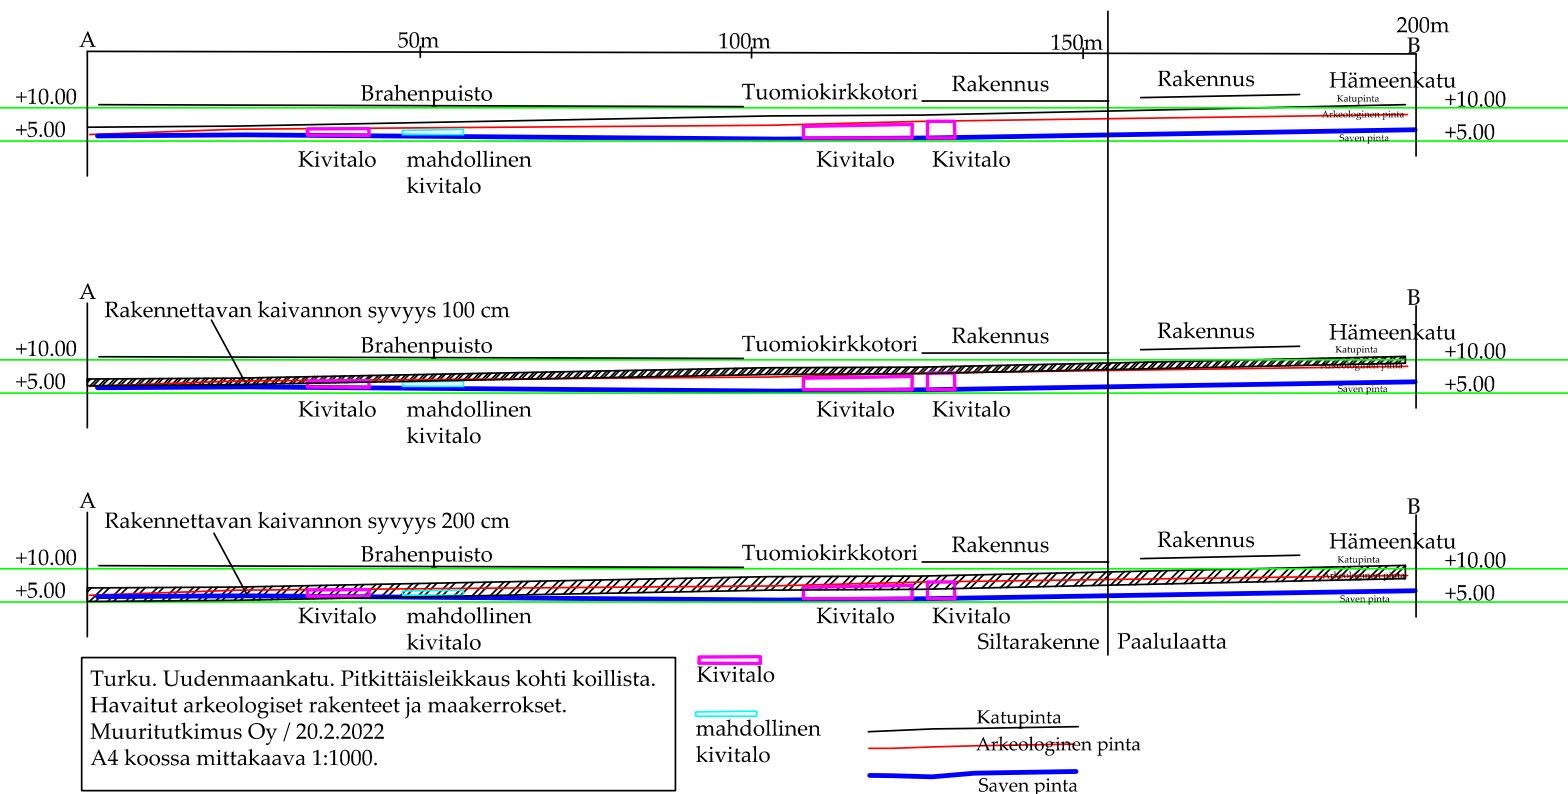 200m
A 50m 100m 150m B
Brahenpuisto Tuomiokirkkotori Rakennus Rakennus Hämeenkatu
+10.00 Katupinta +10.00
Arkeologinen pinta
+5.00 Saven pinta +5.00
Kivitalo mahdollinen Kivitalo Kivitalo
kivitalo
A B
Rakennettavan kaivannon syvyys 100 cm
Brahenpuisto Tuomiokirkkotori Rakennus Rakennus Hämeenkatu
+10.00 Katupinta +10.00
Arkeologinen pinta
+5.00 Saven pinta +5.00
Kivitalo mahdollinen Kivitalo Kivitalo
kivitalo
A B
Rakennettavan kaivannon syvyys 200 cm
Brahenpuisto Tuomiokirkkotori Rakennus Rakennus Hämeenkatu
+10.00 Katupinta +10.00
Arkeologinen pinta
+5.00 Saven pinta +5.00
Kivitalo mahdollinen Kivitalo Kivitalo
kivitalo
Siltarakenne Paalulaatta
Turku. Uudenmaankatu. Pitkittäisleikkaus kohti koillista.
Havaitut arkeologiset rakenteet ja maakerrokset.
Muuritutkimus Oy / 20.2.2022
A4 koossa mittakaava 1:1000.
Kivitalo
mahdollinen
kivitalo
Katupinta
Arkeologinen pinta
Saven pinta